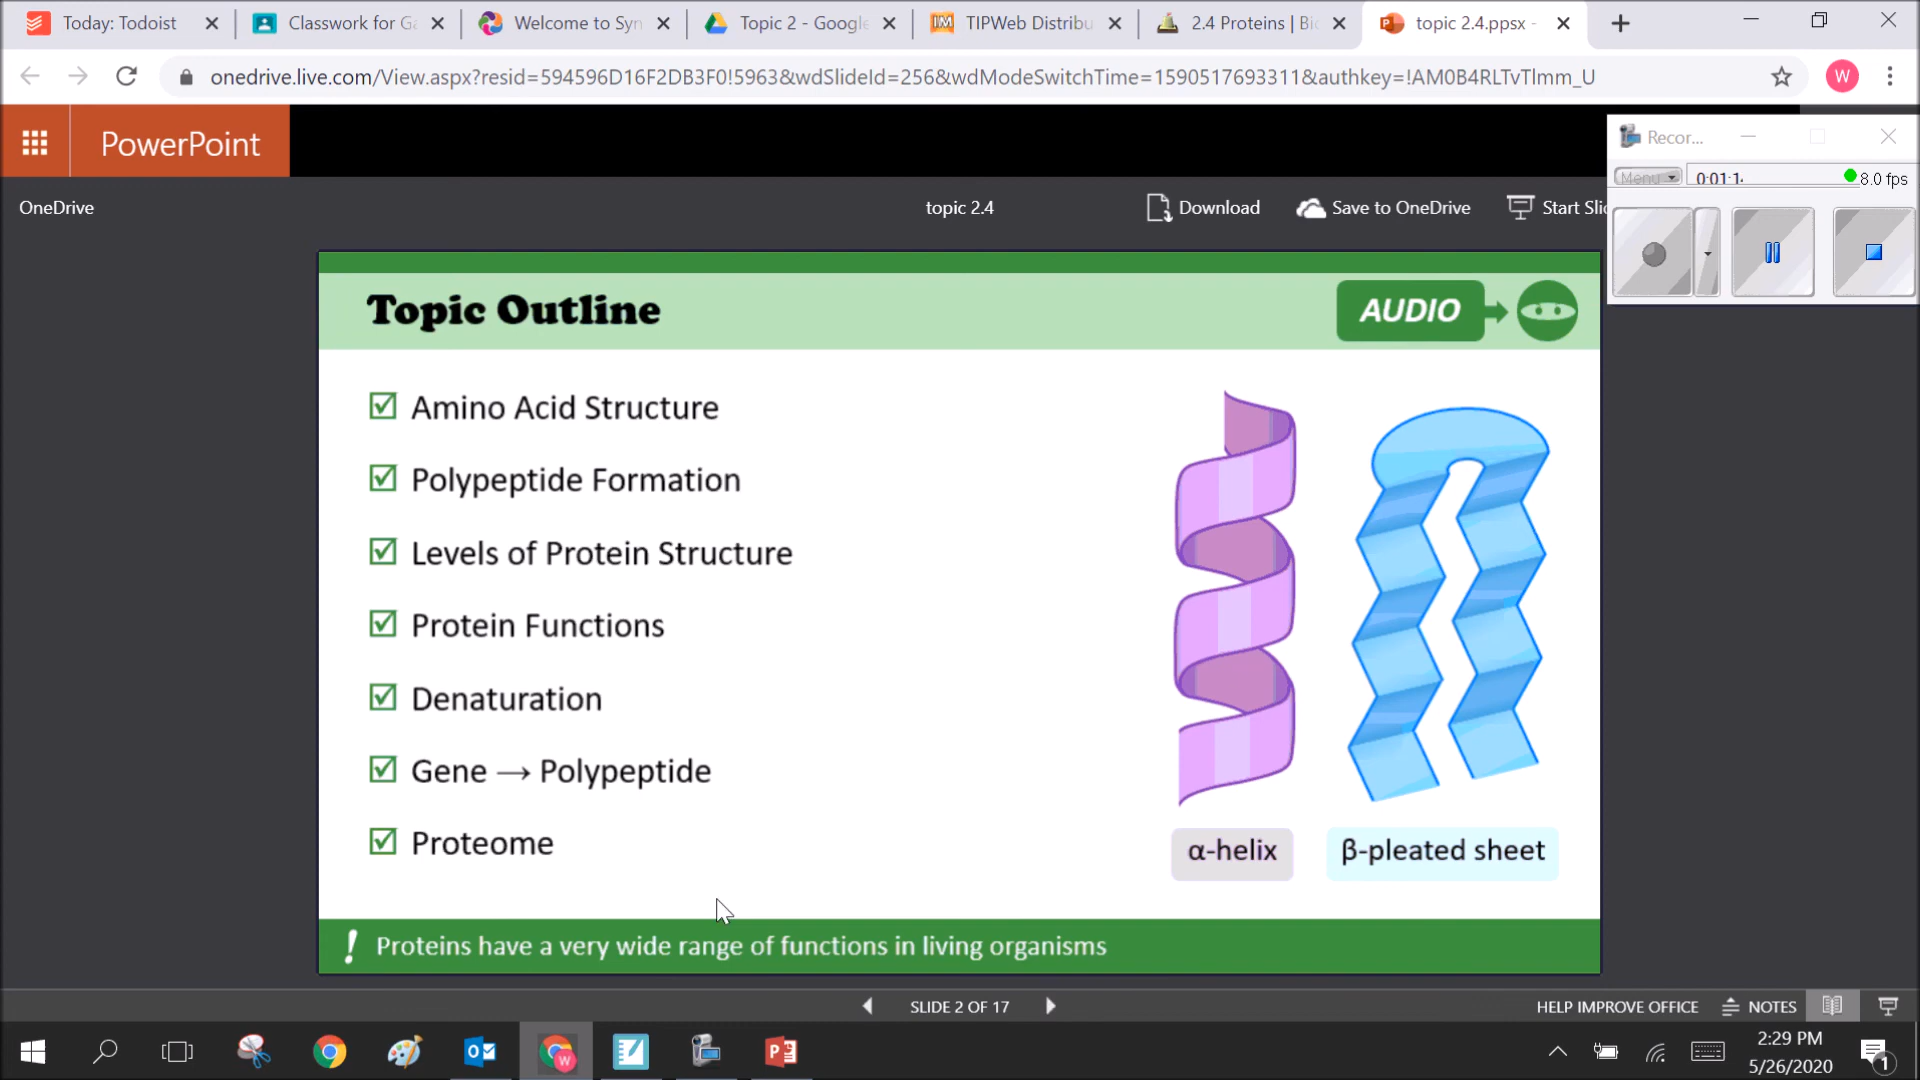 Today: Todoist
Classwork for Ga
Welcome to Syn
Topic 2 - Google
TIPWeb Distribu
2.4 Proteins | Bio
topic 2.4.ppsx -
onedrive.live.com/View.aspx?resid=594596D16F2DB3F0!5963&wdSlideId=256&wdModeSwitchTime=1590517693311&authkey=!AM0B4RLTvTlmm_U
W
PowerPoint
Recor...
Menu
0:01:1
8.0 fps
OneDrive
topic 2.4
Download
Save to OneDrive
Start Slid
Topic Outline
AUDIO
Amino Acid Structure
Polypeptide Formation
Levels of Protein Structure
Protein Functions
Denaturation
Gene → Polypeptide
Proteome
α-helix
β-pleated sheet
! Proteins have a very wide range of functions in living organisms
SLIDE 2 OF 17
HELP IMPROVE OFFICE
NOTES
2:29 PM
5/26/2020
1